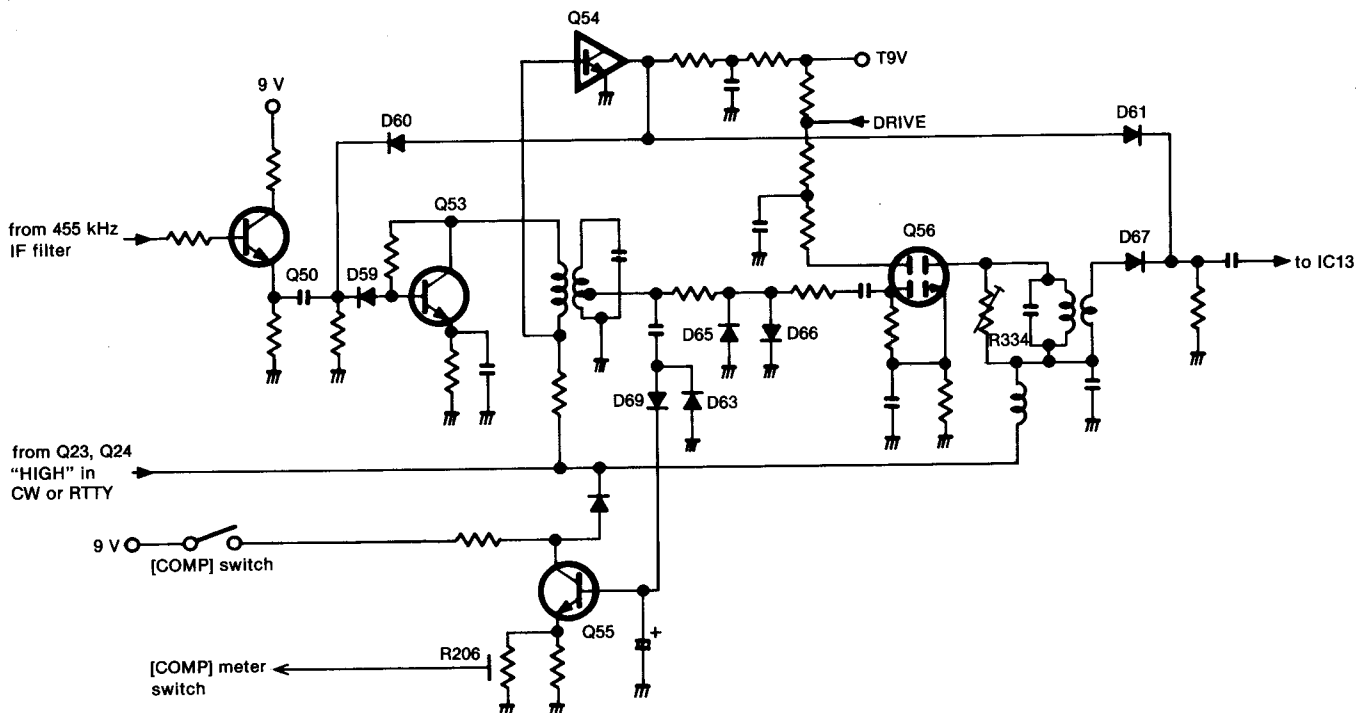 Q54
T9V
9 V
D60
DRIVE
D61
Q53
from 455 kHz
IF filter
Q56
D67
to IC13
Q50
D59
D65
D66
R334
D69
D63
from Q23, Q24
"HIGH" in
CW or RTTY
9 V
[COMP] switch
Q55
+
R206
[COMP] meter
switch